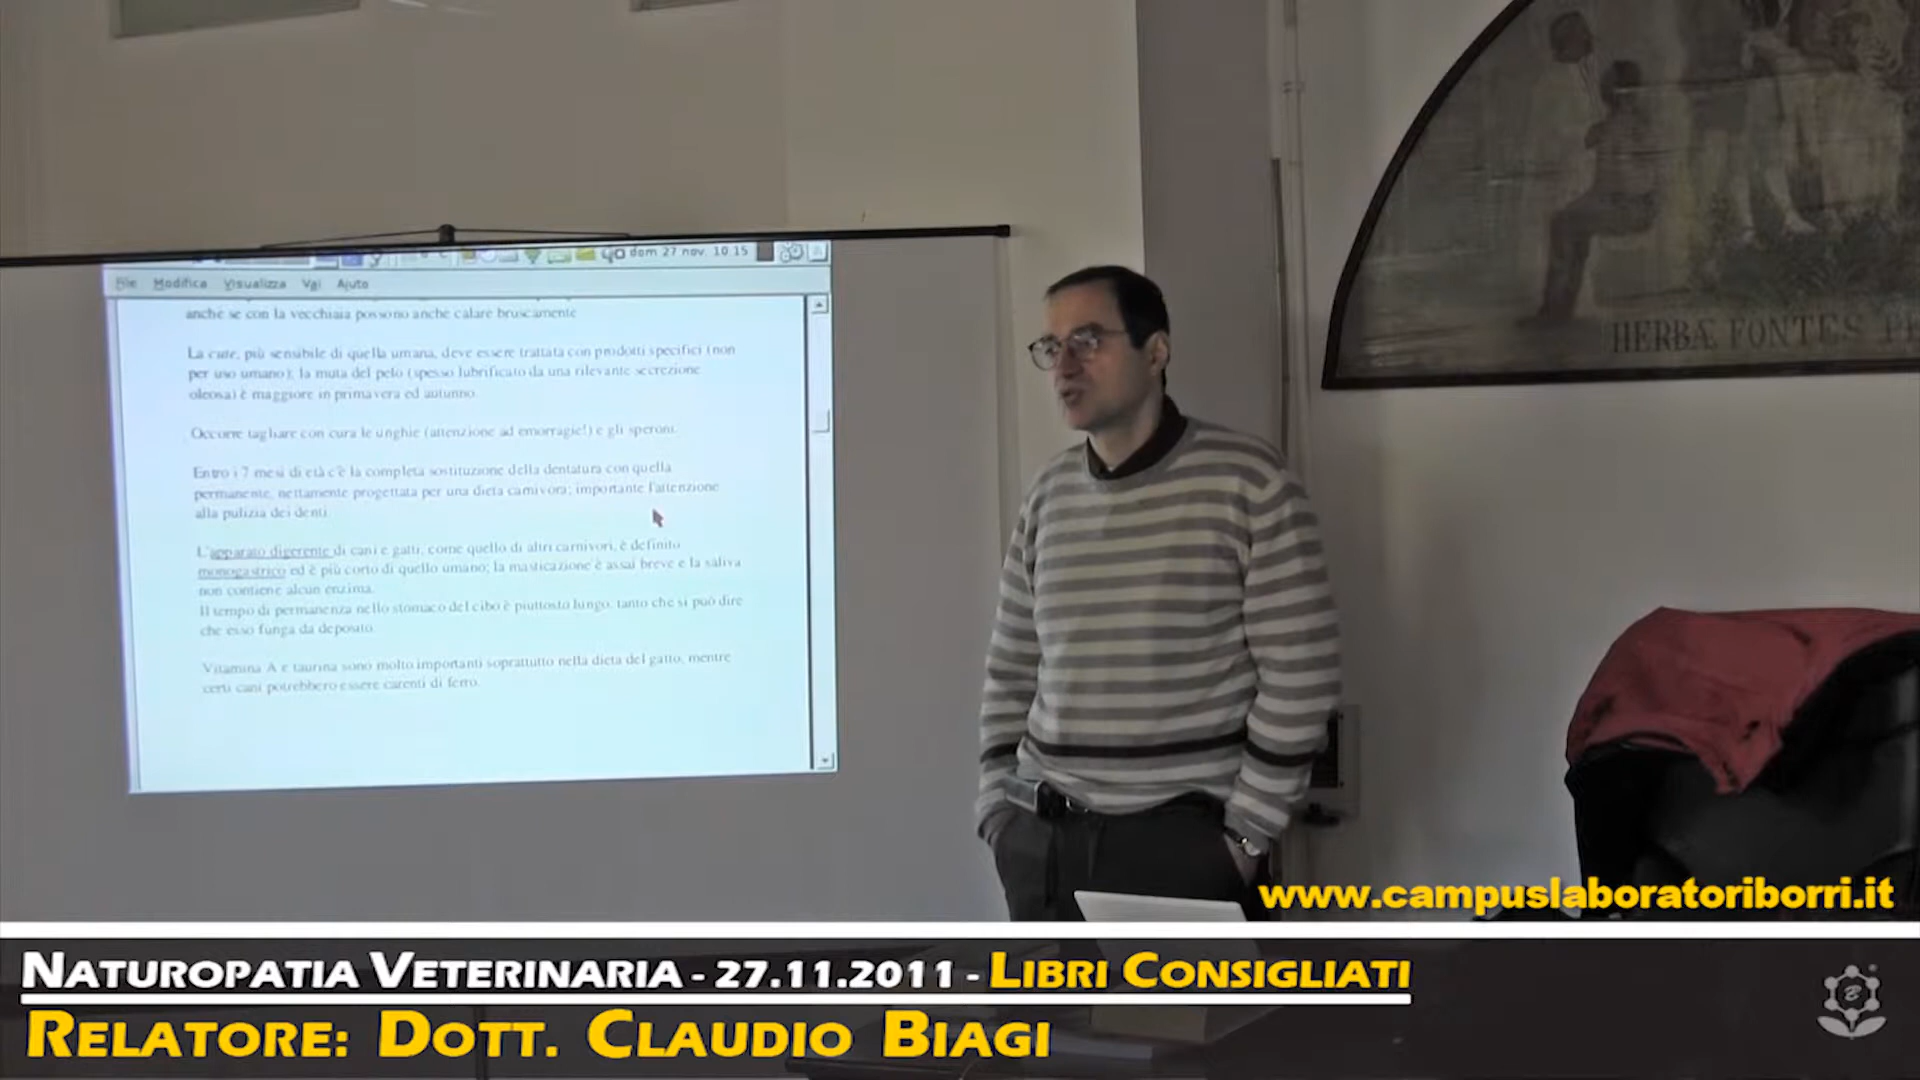 dom 27 nov, 10:15
File Modifica Visualizza Vai Ajuto
anche se con la vecchiaia possono anche calare bruscamente
La cute, più sensibile di quella umana, deve essere trattata con prodotti specifici (non
per uso umano); la muta del pelo (spesso lubrificato da una rilevante secrezione
oleosa) è maggiore in primavera ed autunno.
Occorre tagliare con cura le unghie (attenzione ad emorragie!) e gli speroni.
Entro i 7 mesi di età c'è la completa sostituzione della dentatura con quella
permanente, nettamente progettata per una dieta carnivora; importante l'attenzione
alla pulizia dei denti.
L'apparato digerente di cani e gatti, come quello di altri carnivori, è definito
monogastrico ed è più corto di quello umano; la masticazione è assai breve e la saliva
non contiene alcun enzima.
Il tempo di permanenza nello stomaco del cibo è piuttosto lungo, tanto che si può dire
che esso funga da deposito.
Vitamina A e taurina sono molto importanti soprattutto nella dieta del gatto, mentre
certi cani potrebbero essere carenti di ferro.
HERBÆ FONTES
www.campuslaboratoriborri.it
NATUROPATIA VETERINARIA - 27.11.2011 - LIBRI CONSIGLIATI
RELATORE: DOTT. CLAUDIO BIAGI